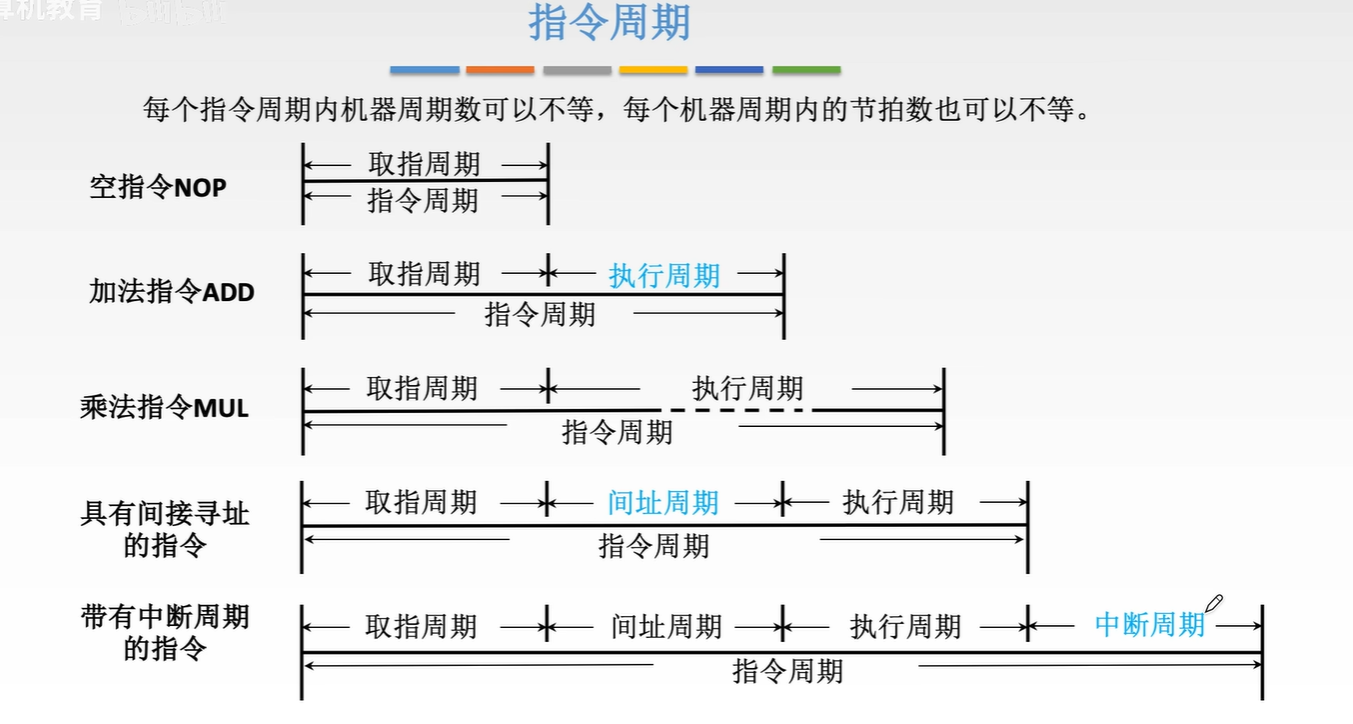 算机教育
指令周期
每个指令周期内机器周期数可以不等，每个机器周期内的节拍数也可以不等。
空指令NOP
取指周期
指令周期
加法指令ADD
取指周期 执行周期
指令周期
乘法指令MUL
取指周期 执行周期
指令周期
具有间接寻址
的指令
取指周期 间址周期 执行周期
指令周期
带有中断周期
的指令
取指周期 间址周期 执行周期 中断周期
指令周期